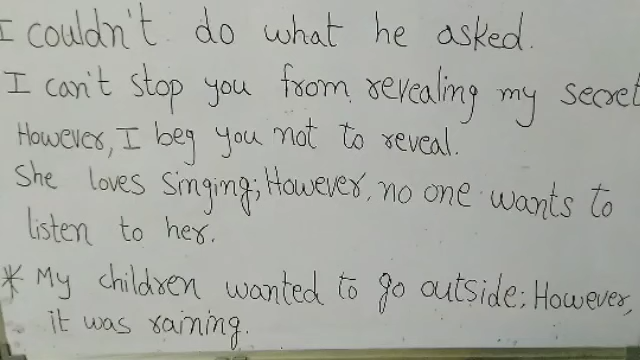 I couldn't do what he asked.
I can't stop you from revealing my secret
However, I beg you not to reveal.
She loves singing; However, no one wants to
listen to her.
* My children wanted to go outside; However,
it was raining.